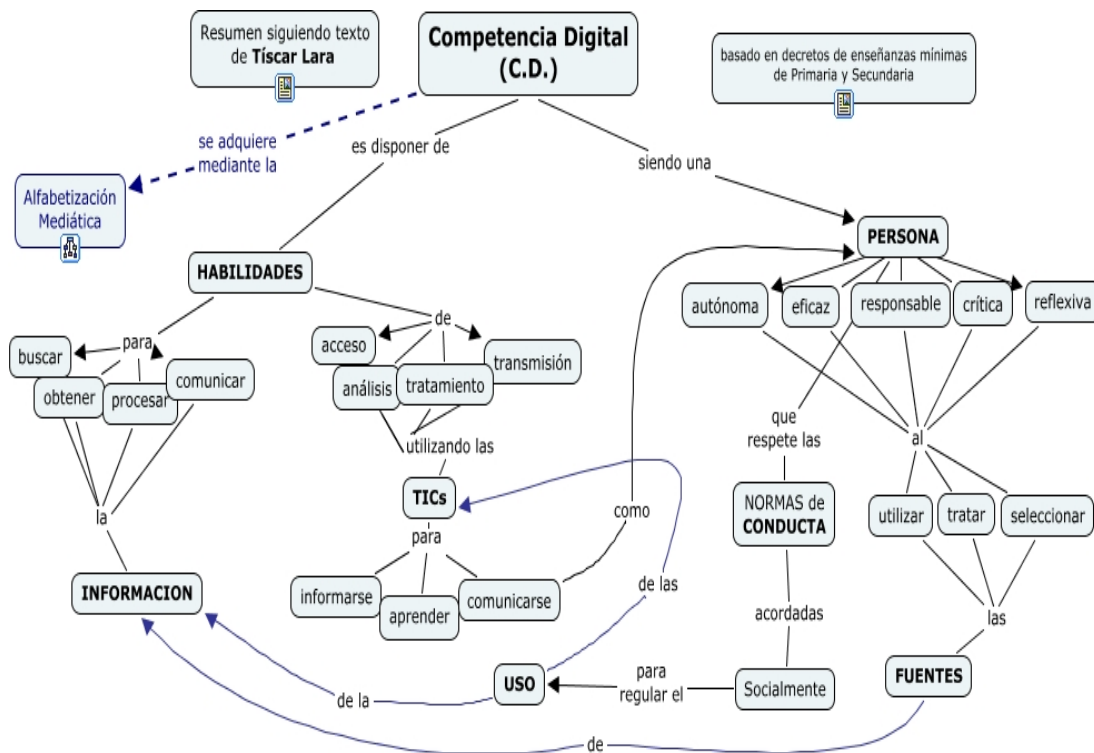 Resumen siguiendo texto
de Tíscar Lara
Competencia Digital
(C.D.)
basado en decretos de enseñanzas mínimas
de Primaria y Secundaria
se adquiere
mediante la
es disponer de
siendo una
Alfabetización
Mediática
HABILIDADES
PERSONA
autónoma
eficaz
responsable
crítica
reflexiva
para
de
buscar
obtener
procesar
comunicar
acceso
análisis
tratamiento
transmisión
utilizando las
que
respete las
al
la
TICs
para
como
NORMAS de
CONDUCTA
utilizar
tratar
seleccionar
INFORMACION
informarse
aprender
comunicarse
de las
acordadas
las
de la
USO
para
regular el
Socialmente
FUENTES
de